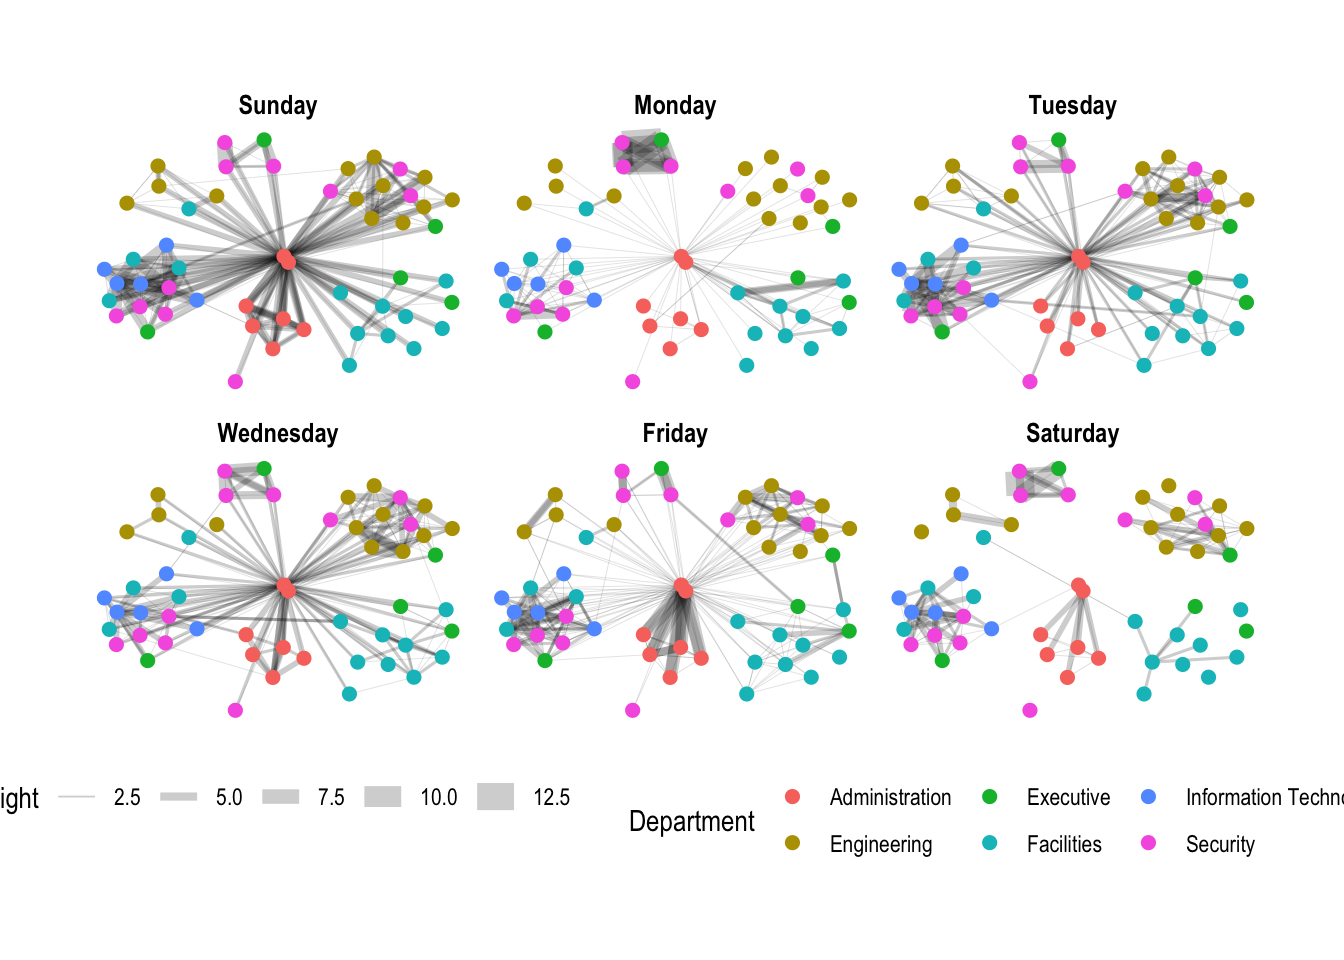 Sunday Monday Tuesday
Wednesday Friday Saturday
ight 2.5 5.0 7.5 10.0 12.5
Department
Administration Executive Information Techno
Engineering Facilities Security